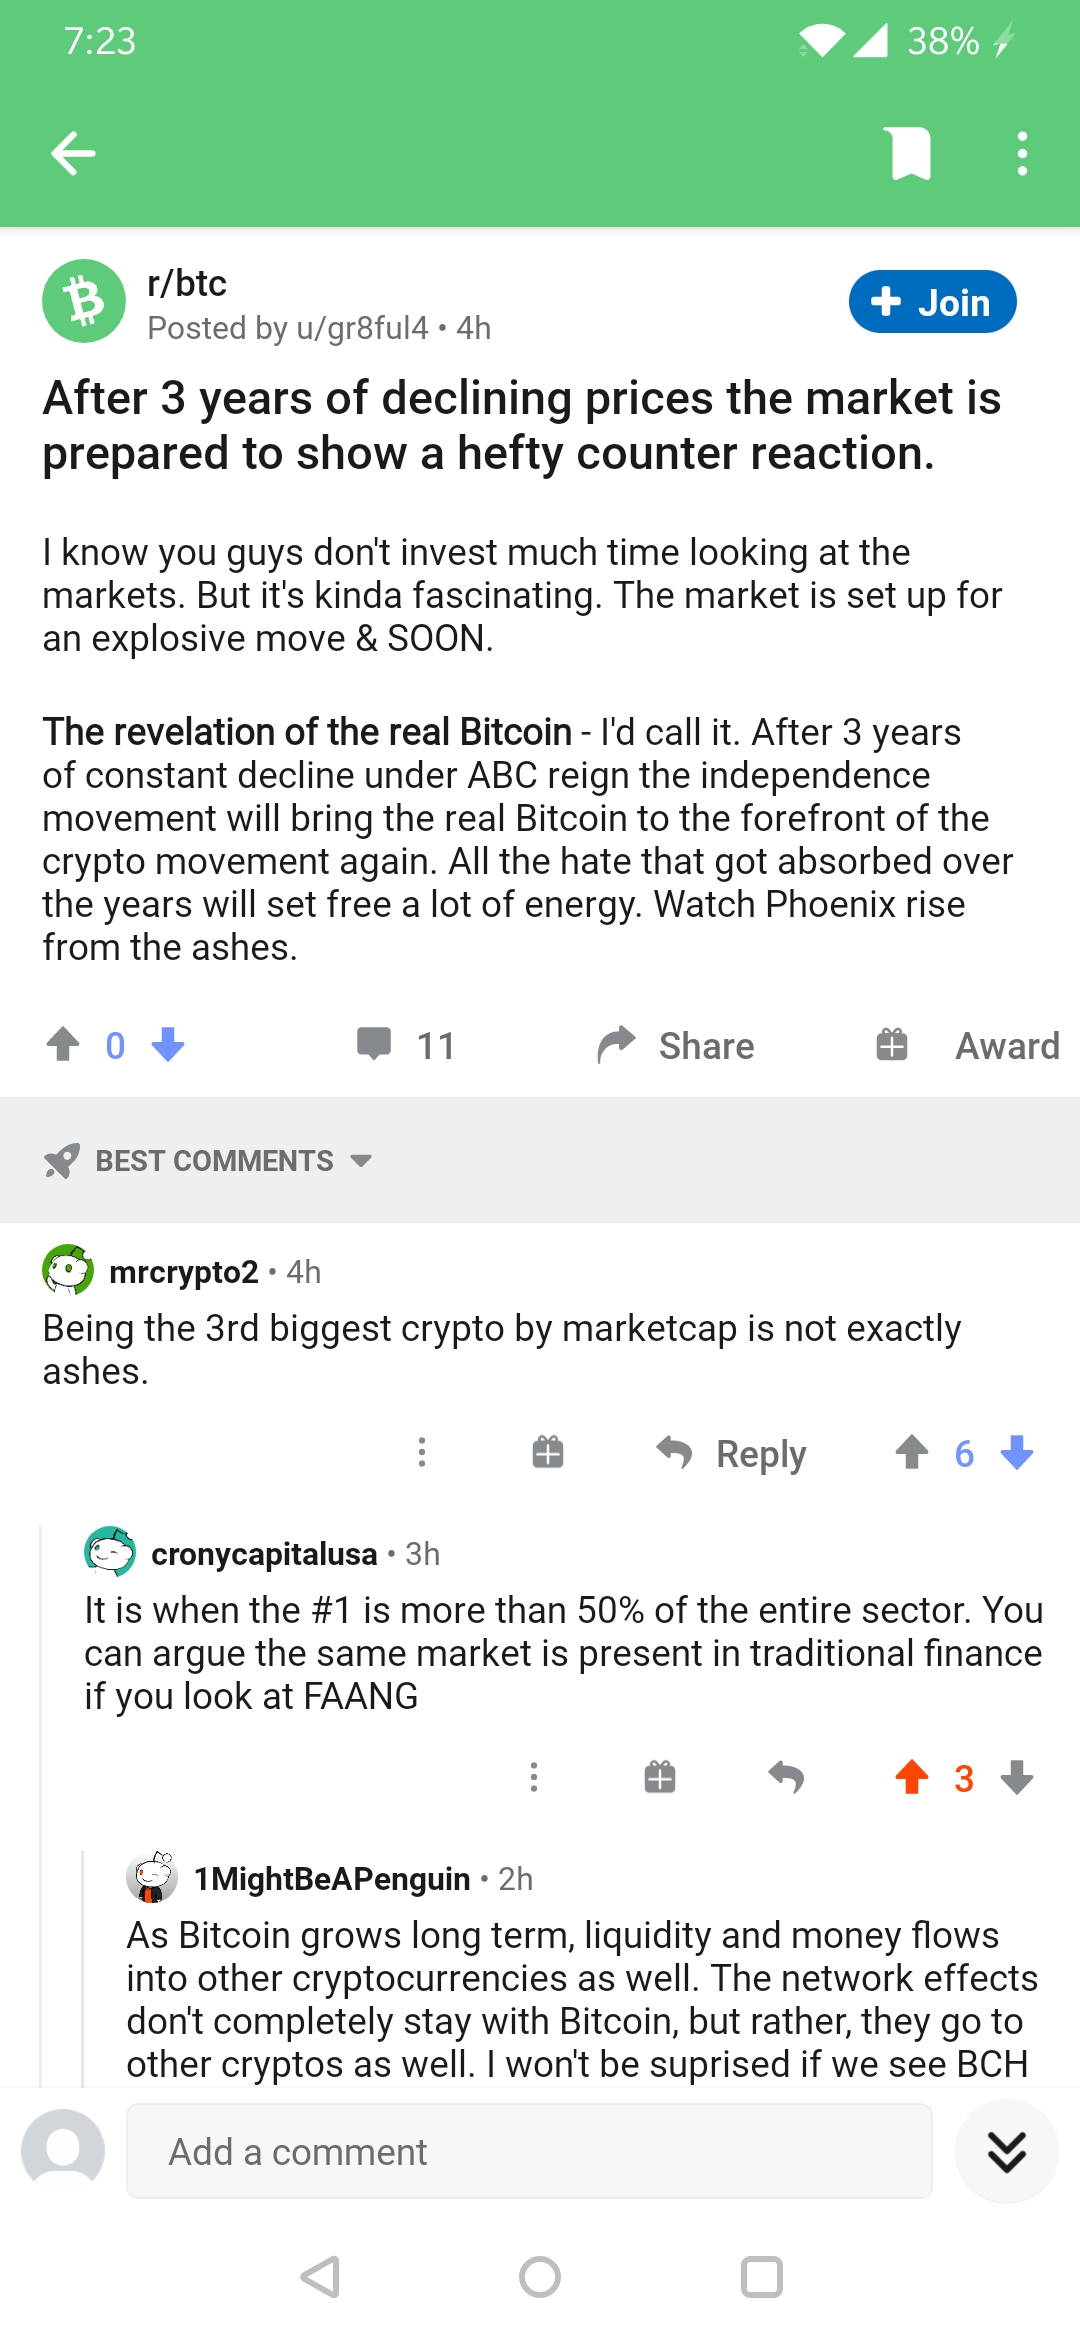 7:23
38%
r/btc
Posted by u/gr8ful4 • 4h
Join
After 3 years of declining prices the market is
prepared to show a hefty counter reaction.
I know you guys don't invest much time looking at the
markets. But it's kinda fascinating. The market is set up for
an explosive move & SOON.
The revelation of the real Bitcoin - I'd call it. After 3 years
of constant decline under ABC reign the independence
movement will bring the real Bitcoin to the forefront of the
crypto movement again. All the hate that got absorbed over
the years will set free a lot of energy. Watch Phoenix rise
from the ashes.
0
11
Share
Award
BEST COMMENTS
mrcrypto2 • 4h
Being the 3rd biggest crypto by marketcap is not exactly
ashes.
Reply
6
cronycapitalusa • 3h
It is when the #1 is more than 50% of the entire sector. You
can argue the same market is present in traditional finance
if you look at FAANG
3
1MightBeAPenguin • 2h
As Bitcoin grows long term, liquidity and money flows
into other cryptocurrencies as well. The network effects
don't completely stay with Bitcoin, but rather, they go to
other cryptos as well. I won't be suprised if we see BCH
Add a comment